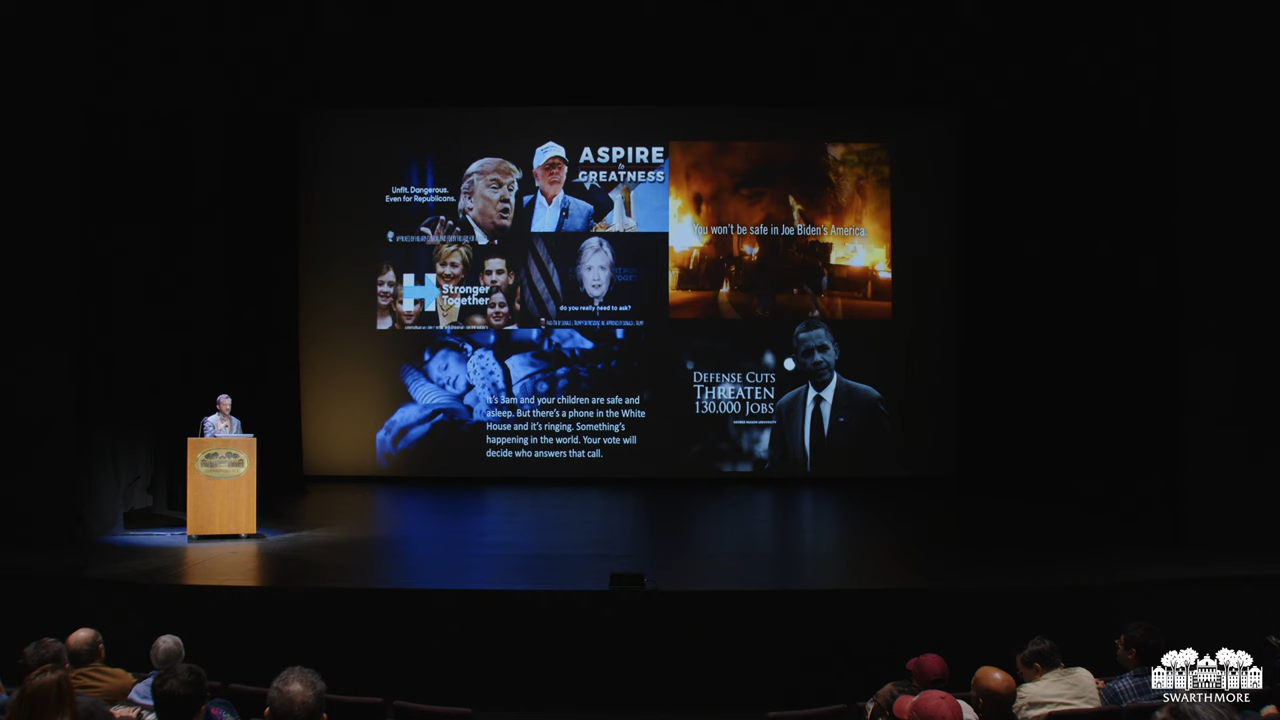 Unfit. Dangerous.
Even for Republicans.
ASPIRE
to
GREATNESS
Stronger
Together
do you really need to ask?
It's 3am and your children are safe and
asleep. But there's a phone in the White
House and it's ringing. Something's
happening in the world. Your vote will
decide who answers that call.
You won't be safe in Joe Biden's America.
DEFENSE CUTS
THREATEN
130,000 JOBS
GEORGE MASON UNIVERSITY
SWARTHMORE